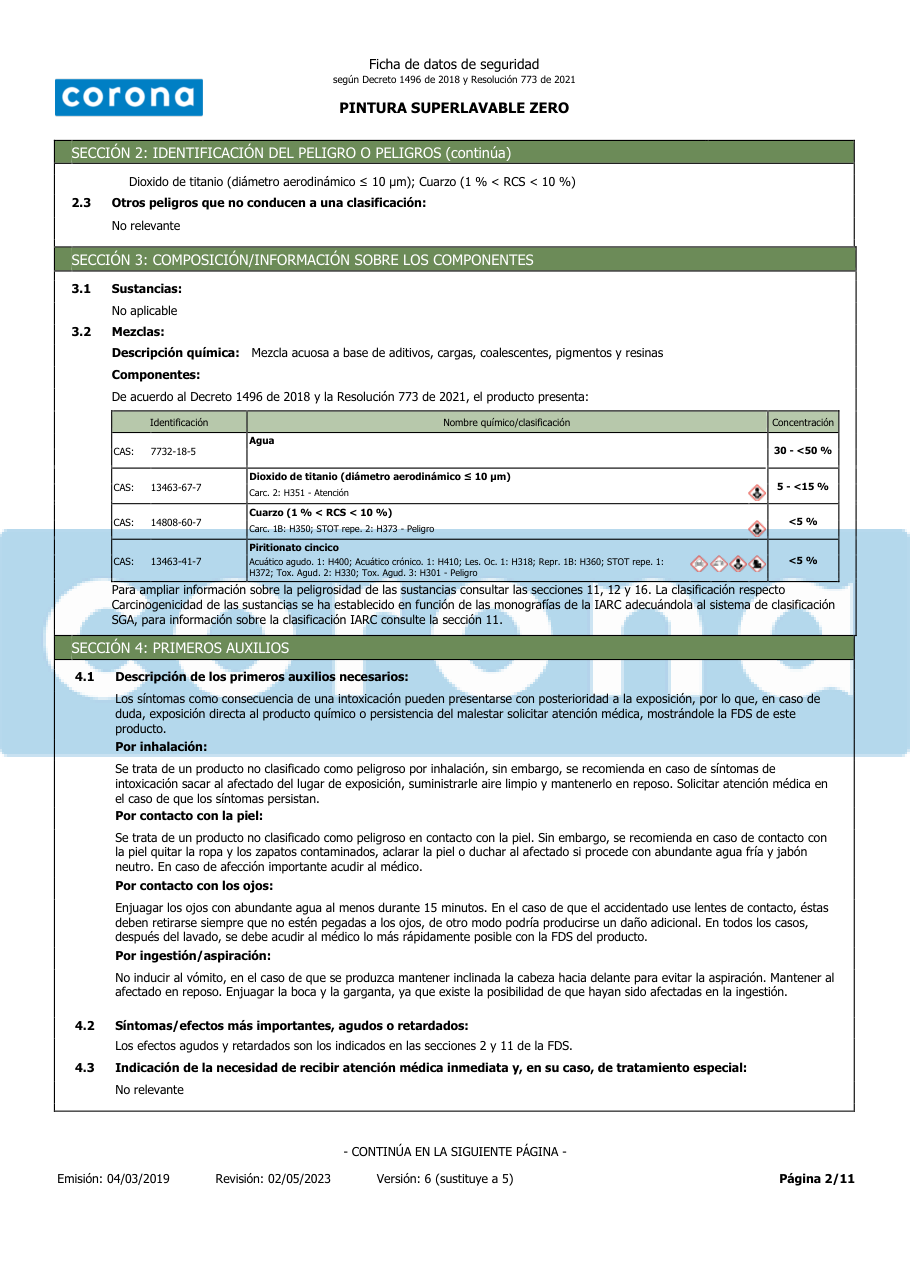 Ficha de datos de seguridad
según Decreto 1496 de 2018 y Resolución 773 de 2021
corona
PINTURA SUPERLAVABLE ZERO
SECCIÓN 2: IDENTIFICACIÓN DEL PELIGRO O PELIGROS (continúa)
Dioxido de titanio (diámetro aerodinámico ≤ 10 μm); Cuarzo (1 % < RCS < 10 %)
2.3 Otros peligros que no conducen a una clasificación:
No relevante
SECCIÓN 3: COMPOSICIÓN/INFORMACIÓN SOBRE LOS COMPONENTES
3.1 Sustancias:
No aplicable
3.2 Mezclas:
Descripción química: Mezcla acuosa a base de aditivos, cargas, coalescentes, pigmentos y resinas
Componentes:
De acuerdo al Decreto 1496 de 2018 y la Resolución 773 de 2021, el producto presenta:
Identificación Nombre químico/clasificación Concentración
CAS: 7732-18-5 Agua 30 - <50 %
CAS: 13463-67-7 Dioxido de titanio (diámetro aerodinámico ≤ 10 μm) 5 - <15 %
Carc. 2: H351 - Atención
CAS: 14808-60-7 Cuarzo (1 % < RCS < 10 %) <5 %
Carc. 1B: H350; STOT repe. 2: H373 - Peligro
CAS: 13463-41-7 Piritionato cincico <5 %
Acuático agudo. 1: H400; Acuático crónico. 1: H410; Les. Oc. 1: H318; Repr. 1B: H360; STOT repe. 1:
H372; Tox. Agud. 2: H330; Tox. Agud. 3: H301 - Peligro
Para ampliar información sobre la peligrosidad de las sustancias consultar las secciones 11, 12 y 16. La clasificación respecto
Carcinogenicidad de las sustancias se ha establecido en función de las monografías de la IARC adecuándola al sistema de clasificación
SGA, para información sobre la clasificación IARC consulte la sección 11.
SECCIÓN 4: PRIMEROS AUXILIOS
corona
4.1 Descripción de los primeros auxilios necesarios:
Los síntomas como consecuencia de una intoxicación pueden presentarse con posterioridad a la exposición, por lo que, en caso de
duda, exposición directa al producto químico o persistencia del malestar solicitar atención médica, mostrándole la FDS de este
producto.
Por inhalación:
Se trata de un producto no clasificado como peligroso por inhalación, sin embargo, se recomienda en caso de síntomas de
intoxicación sacar al afectado del lugar de exposición, suministrarle aire limpio y mantenerlo en reposo. Solicitar atención médica en
el caso de que los síntomas persistan.
Por contacto con la piel:
Se trata de un producto no clasificado como peligroso en contacto con la piel. Sin embargo, se recomienda en caso de contacto con
la piel quitar la ropa y los zapatos contaminados, aclarar la piel o duchar al afectado si procede con abundante agua fría y jabón
neutro. En caso de afección importante acudir al médico.
Por contacto con los ojos:
Enjuagar los ojos con abundante agua al menos durante 15 minutos. En el caso de que el accidentado use lentes de contacto, éstas
deben retirarse siempre que no estén pegadas a los ojos, de otro modo podría producirse un daño adicional. En todos los casos,
después del lavado, se debe acudir al médico lo más rápidamente posible con la FDS del producto.
Por ingestión/aspiración:
No inducir al vómito, en el caso de que se produzca mantener inclinada la cabeza hacia delante para evitar la aspiración. Mantener al
afectado en reposo. Enjuagar la boca y la garganta, ya que existe la posibilidad de que hayan sido afectadas en la ingestión.
4.2 Síntomas/efectos más importantes, agudos o retardados:
Los efectos agudos y retardados son los indicados en las secciones 2 y 11 de la FDS.
4.3 Indicación de la necesidad de recibir atención médica inmediata y, en su caso, de tratamiento especial:
No relevante
- CONTINÚA EN LA SIGUIENTE PÁGINA -
Emisión: 04/03/2019 Revisión: 02/05/2023 Versión: 6 (sustituye a 5) Página 2/11